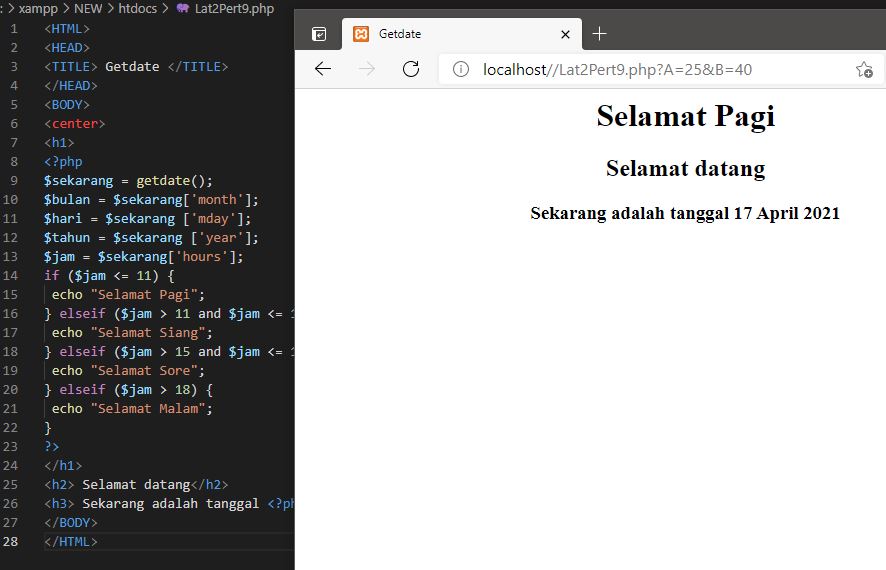 : > xampp > NEW > htdocs > Lat2Pert9.php
1 <HTML>
2 <HEAD>
3 <TITLE> Getdate </TITLE>
4 </HEAD>
5 <BODY>
6 <center>
7 <h1>
8 <?php
9 $sekarang = getdate();
10 $bulan = $sekarang['month'];
11 $hari = $sekarang ['mday'];
12 $tahun = $sekarang ['year'];
13 $jam = $sekarang['hours'];
14 if ($jam <= 11) {
15 echo "Selamat Pagi";
16 } elseif ($jam > 11 and $jam <=
17 echo "Selamat Siang";
18 } elseif ($jam > 15 and $jam <=
19 echo "Selamat Sore";
20 } elseif ($jam > 18) {
21 echo "Selamat Malam";
22 }
23 ?>
24 </h1>
25 <h2> Selamat datang</h2>
26 <h3> Sekarang adalah tanggal <?ph
27 </BODY>
28 </HTML>
Getdate
localhost//Lat2Pert9.php?A=25&B=40
Selamat Pagi
Selamat datang
Sekarang adalah tanggal 17 April 2021